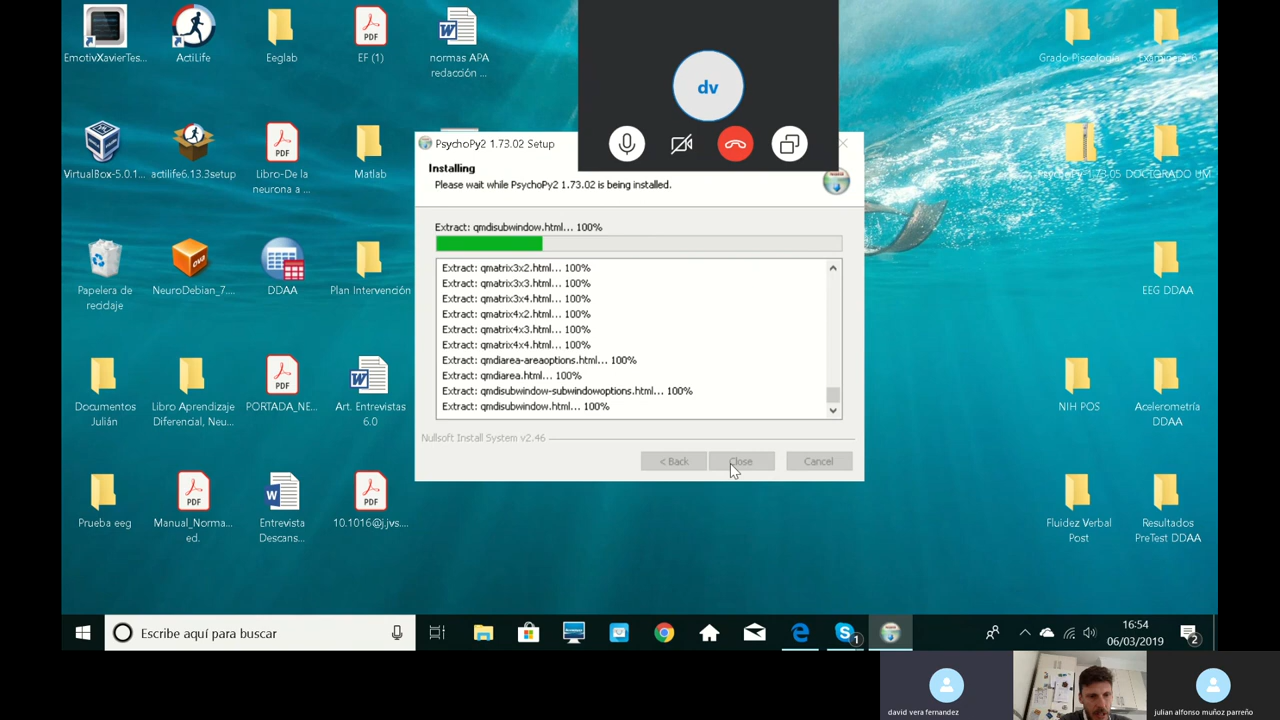 EmotivXavierTes...
ActiLife
Eeglab
EF (1)
normas APA
redacción ...
dv
Grado Piscología
VirtualBox-5.0.1...
actilife6.13.3setup
Libro-De la
neurona a ...
Matlab
DOCTORADO UM
PsychoPy2 1.73.02 Setup
Installing
Please wait while PsychoPy2 1.73.02 is being installed.
Extract: qmdisubwindow.html... 100%
Extract: qmatrix3x2.html... 100%
Extract: qmatrix3x3.html... 100%
Extract: qmatrix3x4.html... 100%
Extract: qmatrix4x2.html... 100%
Extract: qmatrix4x3.html... 100%
Extract: qmatrix4x4.html... 100%
Extract: qmdiarea-areaoptions.html... 100%
Extract: qmdiarea.html... 100%
Extract: qmdisubwindow-subwindowoptions.html... 100%
Extract: qmdisubwindow.html... 100%
Nullsoft Install System v2.46
< Back
Close
Cancel
Papelera de
reciclaje
NeuroDebian_7....
DDAA
Plan Intervención
EEG DDAA
Documentos
Julián
Libro Aprendizaje
Diferencial, Neu...
PORTADA_NE...
Art. Entrevistas
6.0
NIH POS
Acelerometría
DDAA
Prueba eeg
Manual_Norma...
ed.
Entrevista
Descans...
10.1016@j.jvs....
Fluidez Verbal
Post
Resultados
PreTest DDAA
Escribe aquí para buscar
16:54
06/03/2019
david vera fernandez
julian alfonso muñoz parreño